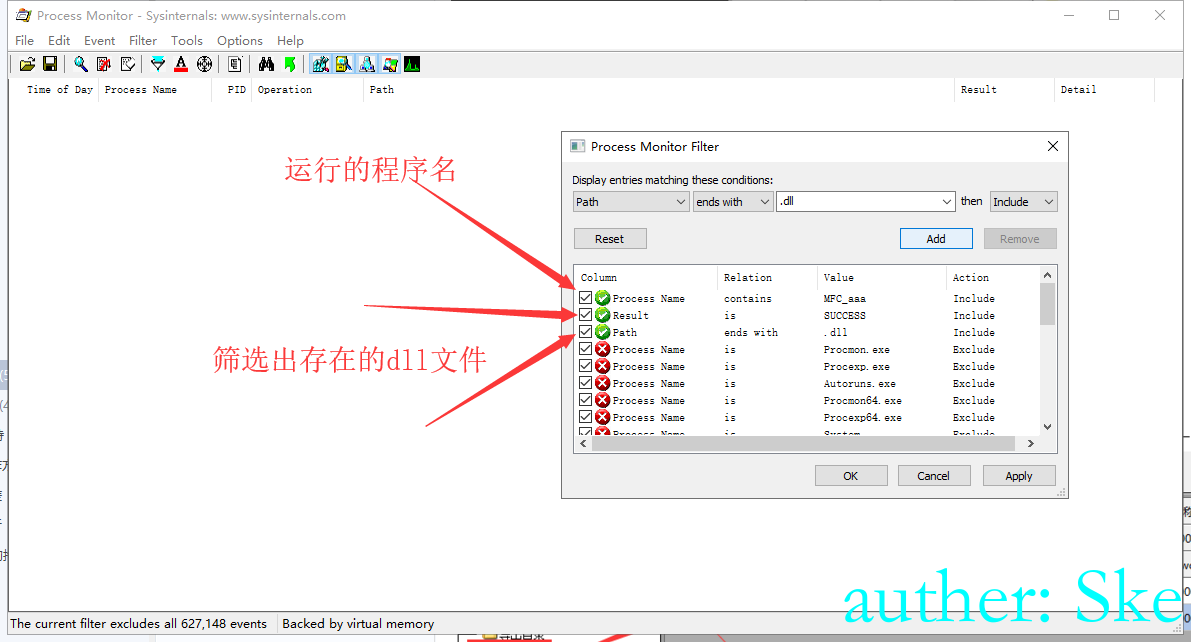 Process Monitor - Sysinternals: www.sysinternals.com
File Edit Event Filter Tools Options Help
Time of Day Process Name PID Operation Path Result Detail
运行的程序名
筛选出存在的dll文件
Process Monitor Filter
Display entries matching these conditions:
Path ends with .dll then Include
Reset Add Remove
Column Relation Value Action
Process Name contains MFC_aaa Include
Result is SUCCESS Include
Path ends with .dll Include
Process Name is Procmon.exe Exclude
Process Name is Procexp.exe Exclude
Process Name is Autoruns.exe Exclude
Process Name is Procmon64.exe Exclude
Process Name is Procexp64.exe Exclude
Process Name is System Exclude
OK Cancel Apply
auther: Ske
The current filter excludes all 627,148 events Backed by virtual memory